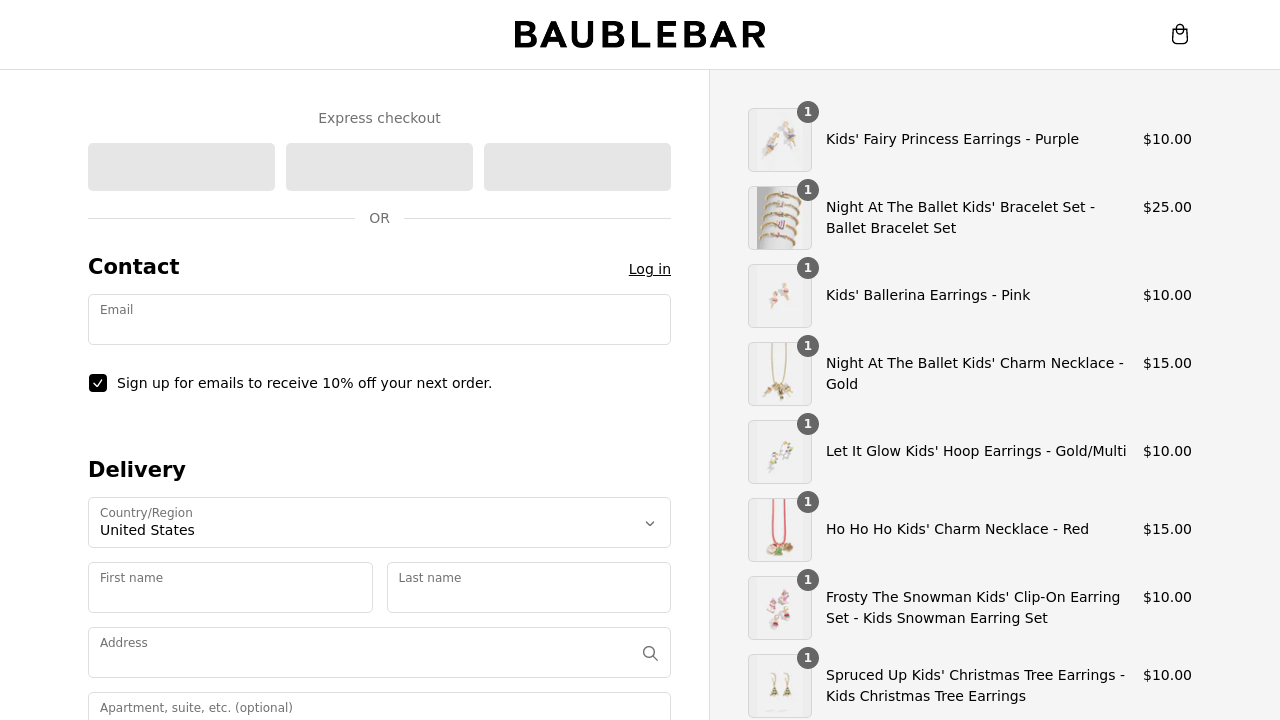 BAUBLEBAR
Express checkout
OR
Contact
Log in
Email
Sign up for emails to receive 10% off your next order.
Delivery
Country/Region
United States
First name
Last name
Address
Apartment, suite, etc. (optional)
1
Kids' Fairy Princess Earrings - Purple
$10.00
1
Night At The Ballet Kids' Bracelet Set -
Ballet Bracelet Set
$25.00
1
Kids' Ballerina Earrings - Pink
$10.00
1
Night At The Ballet Kids' Charm Necklace -
Gold
$15.00
1
Let It Glow Kids' Hoop Earrings - Gold/Multi
$10.00
1
Ho Ho Ho Kids' Charm Necklace - Red
$15.00
1
Frosty The Snowman Kids' Clip-On Earring
Set - Kids Snowman Earring Set
$10.00
1
Spruced Up Kids' Christmas Tree Earrings -
Kids Christmas Tree Earrings
$10.00